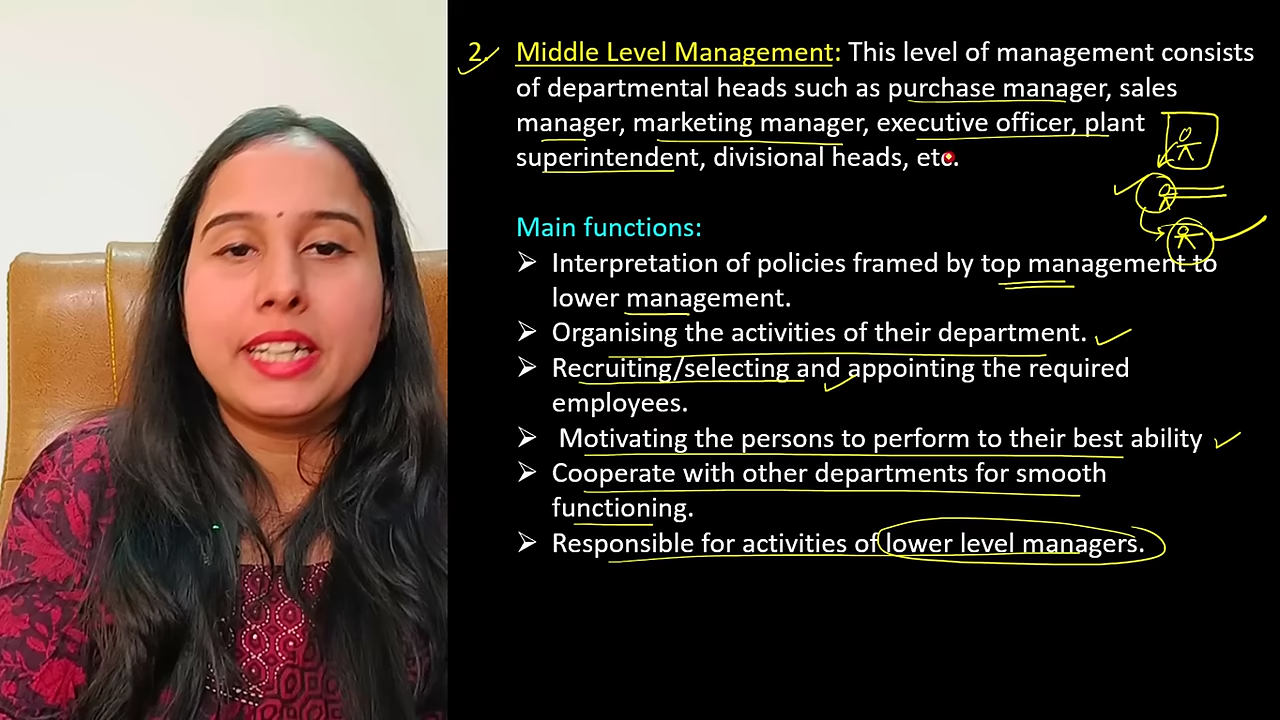 2. Middle Level Management: This level of management consists
of departmental heads such as purchase manager, sales
manager, marketing manager, executive officer, plant
superintendent, divisional heads, etc.
Main functions:
➢ Interpretation of policies framed by top management to
lower management.
➢ Organising the activities of their department.
➢ Recruiting/selecting and appointing the required
employees.
➢ Motivating the persons to perform to their best ability
➢ Cooperate with other departments for smooth
functioning.
➢ Responsible for activities of lower level managers.